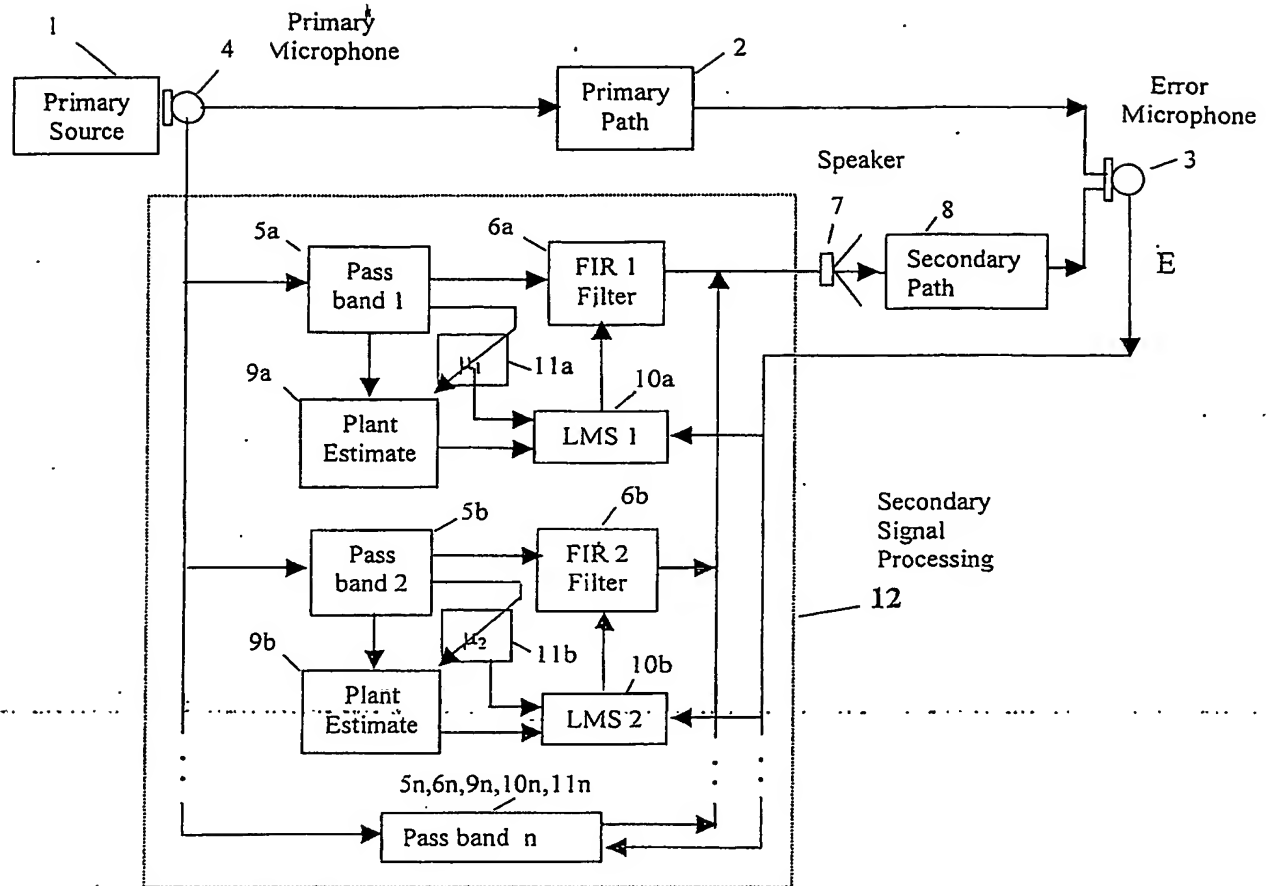 1
Primary
Microphone
4
2
Primary
Source
Primary
Path
Error
Microphone
3
Speaker
7
8
5a
6a
Pass
band 1
FIR 1
Filter
Secondary
Path
E
μ1
11a
9a
10a
Plant
Estimate
LMS 1
5b
6b
Secondary
Signal
Processing
12
Pass
band 2
FIR 2
Filter
μ2
11b
9b
10b
Plant
Estimate
LMS 2
5n,6n,9n,10n,11n
Pass band n